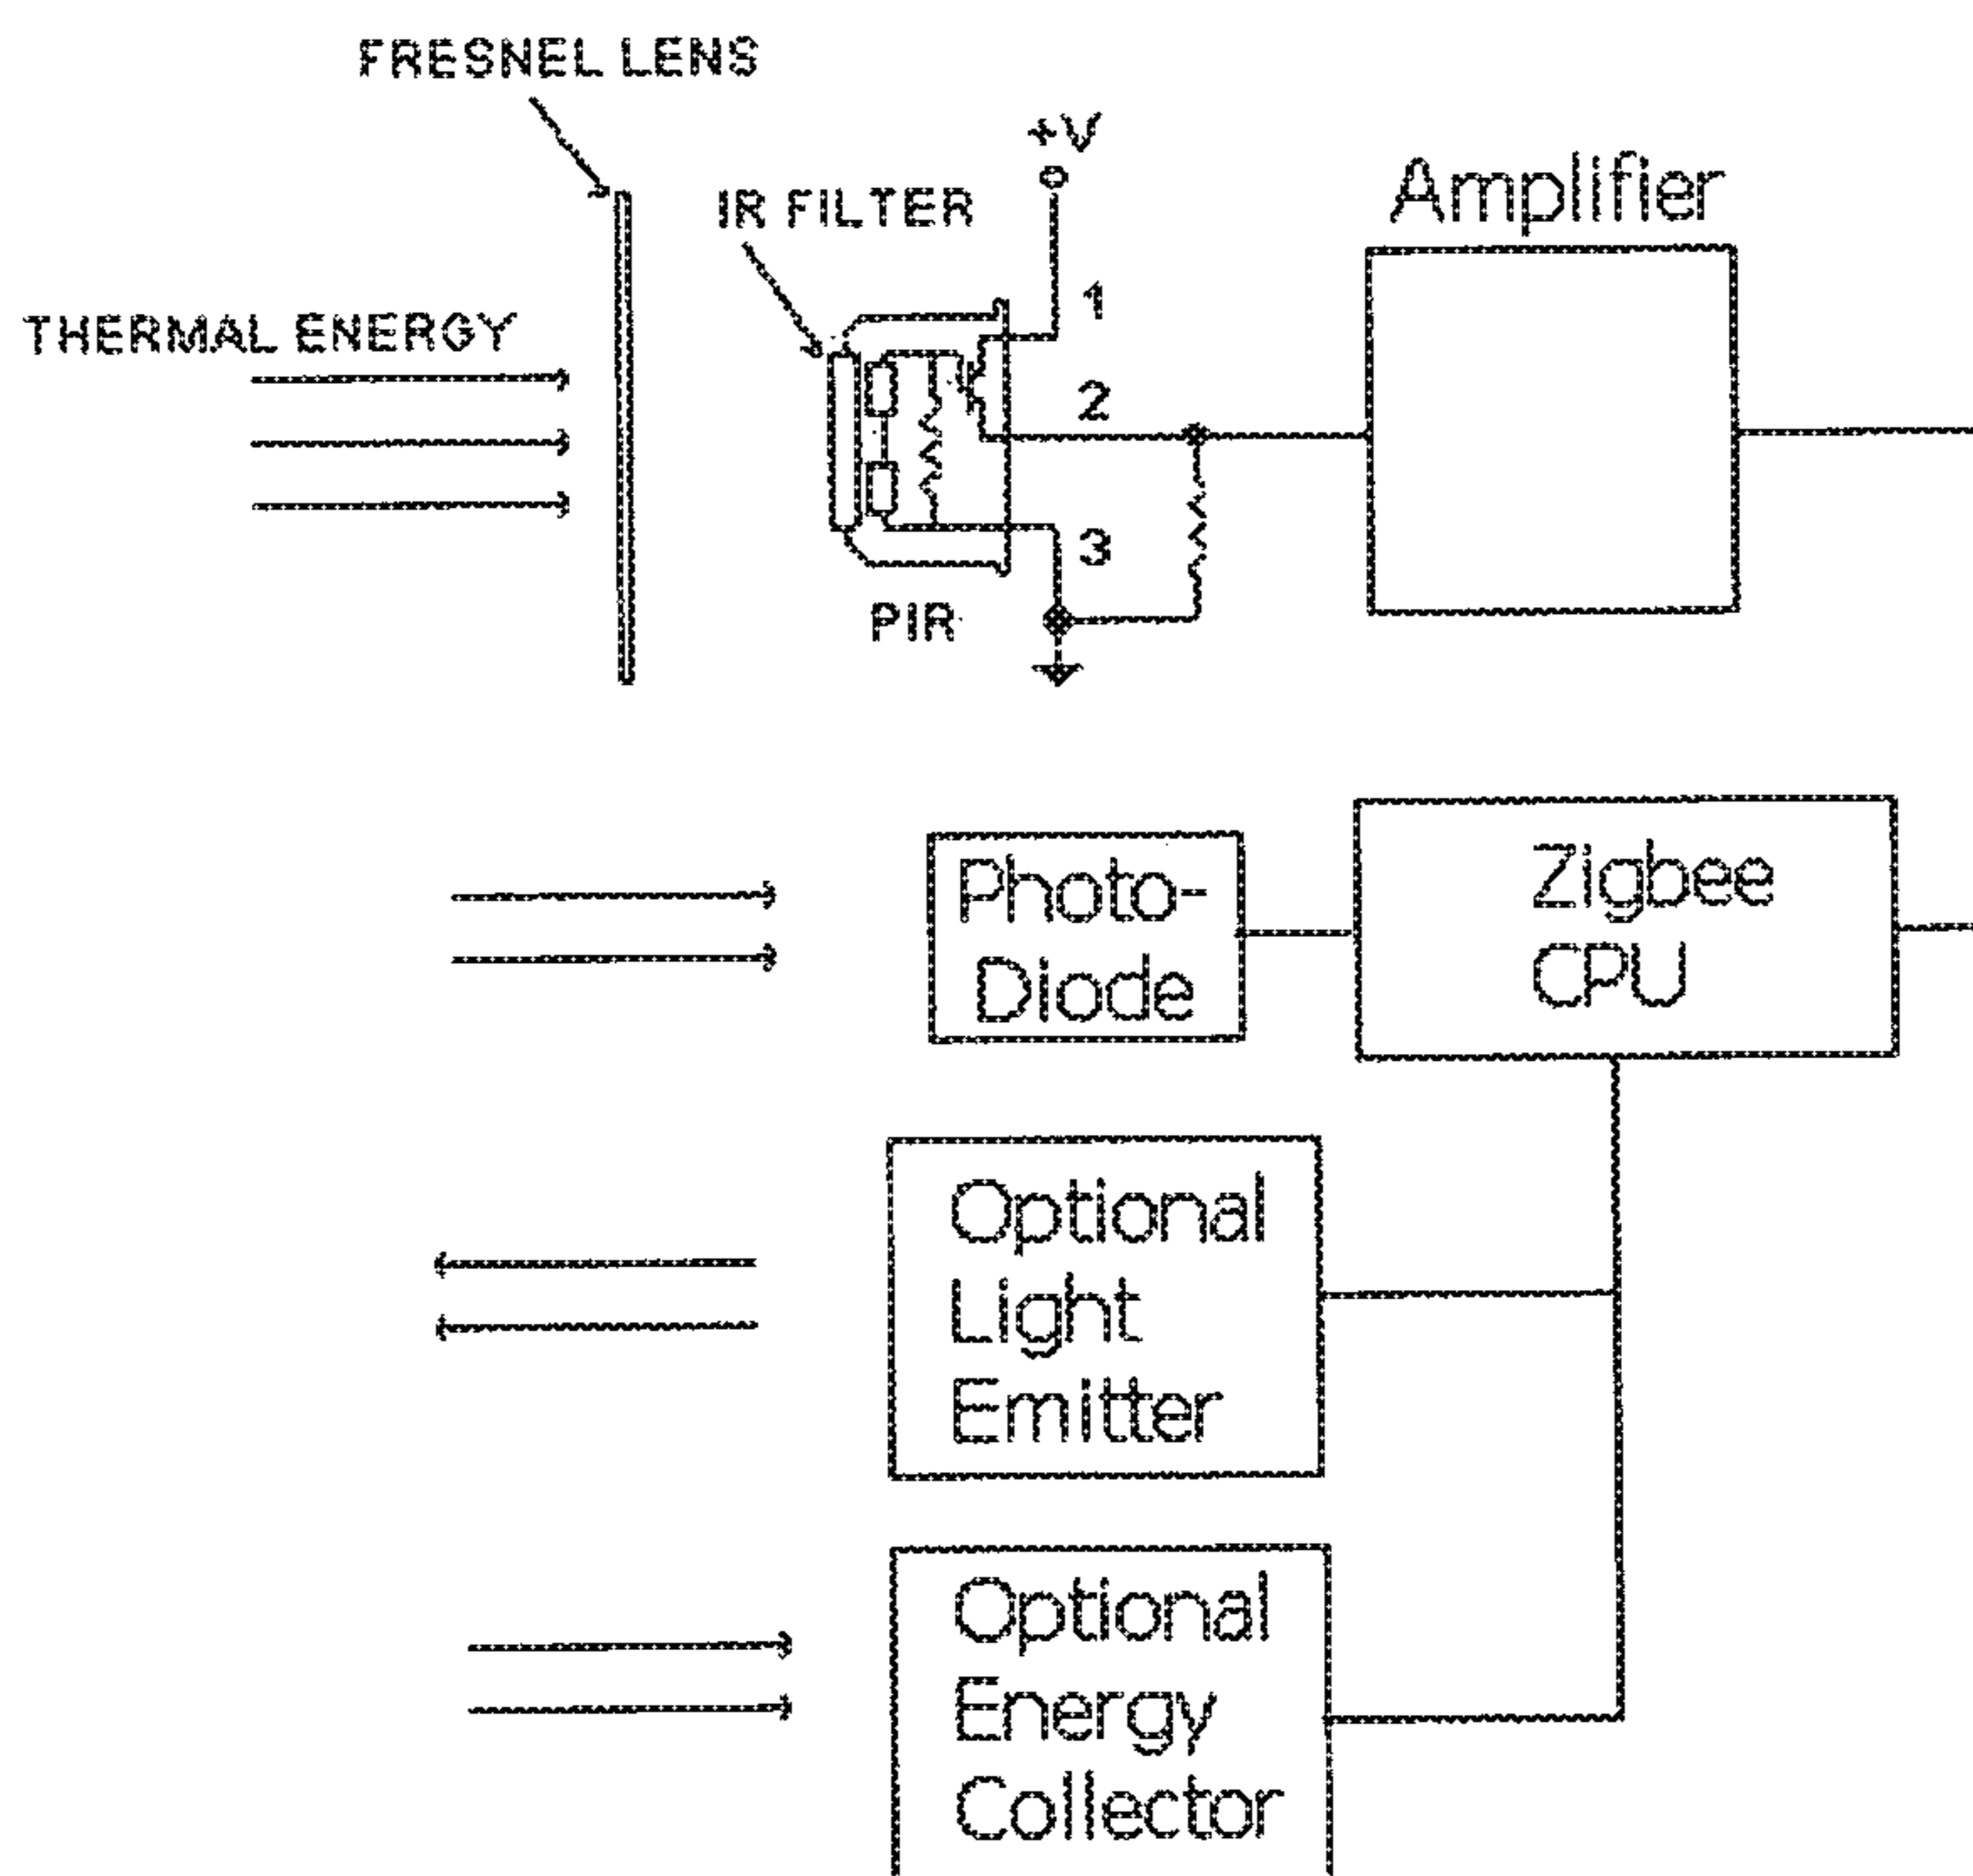 FRESNEL LENS
+V
IR FILTER
Amplifier
THERMAL ENERGY
1
2
3
PIR
Photo-
Diode
Zigbee
CPU
Optional
Light
Emitter
Optional
Energy
Collector